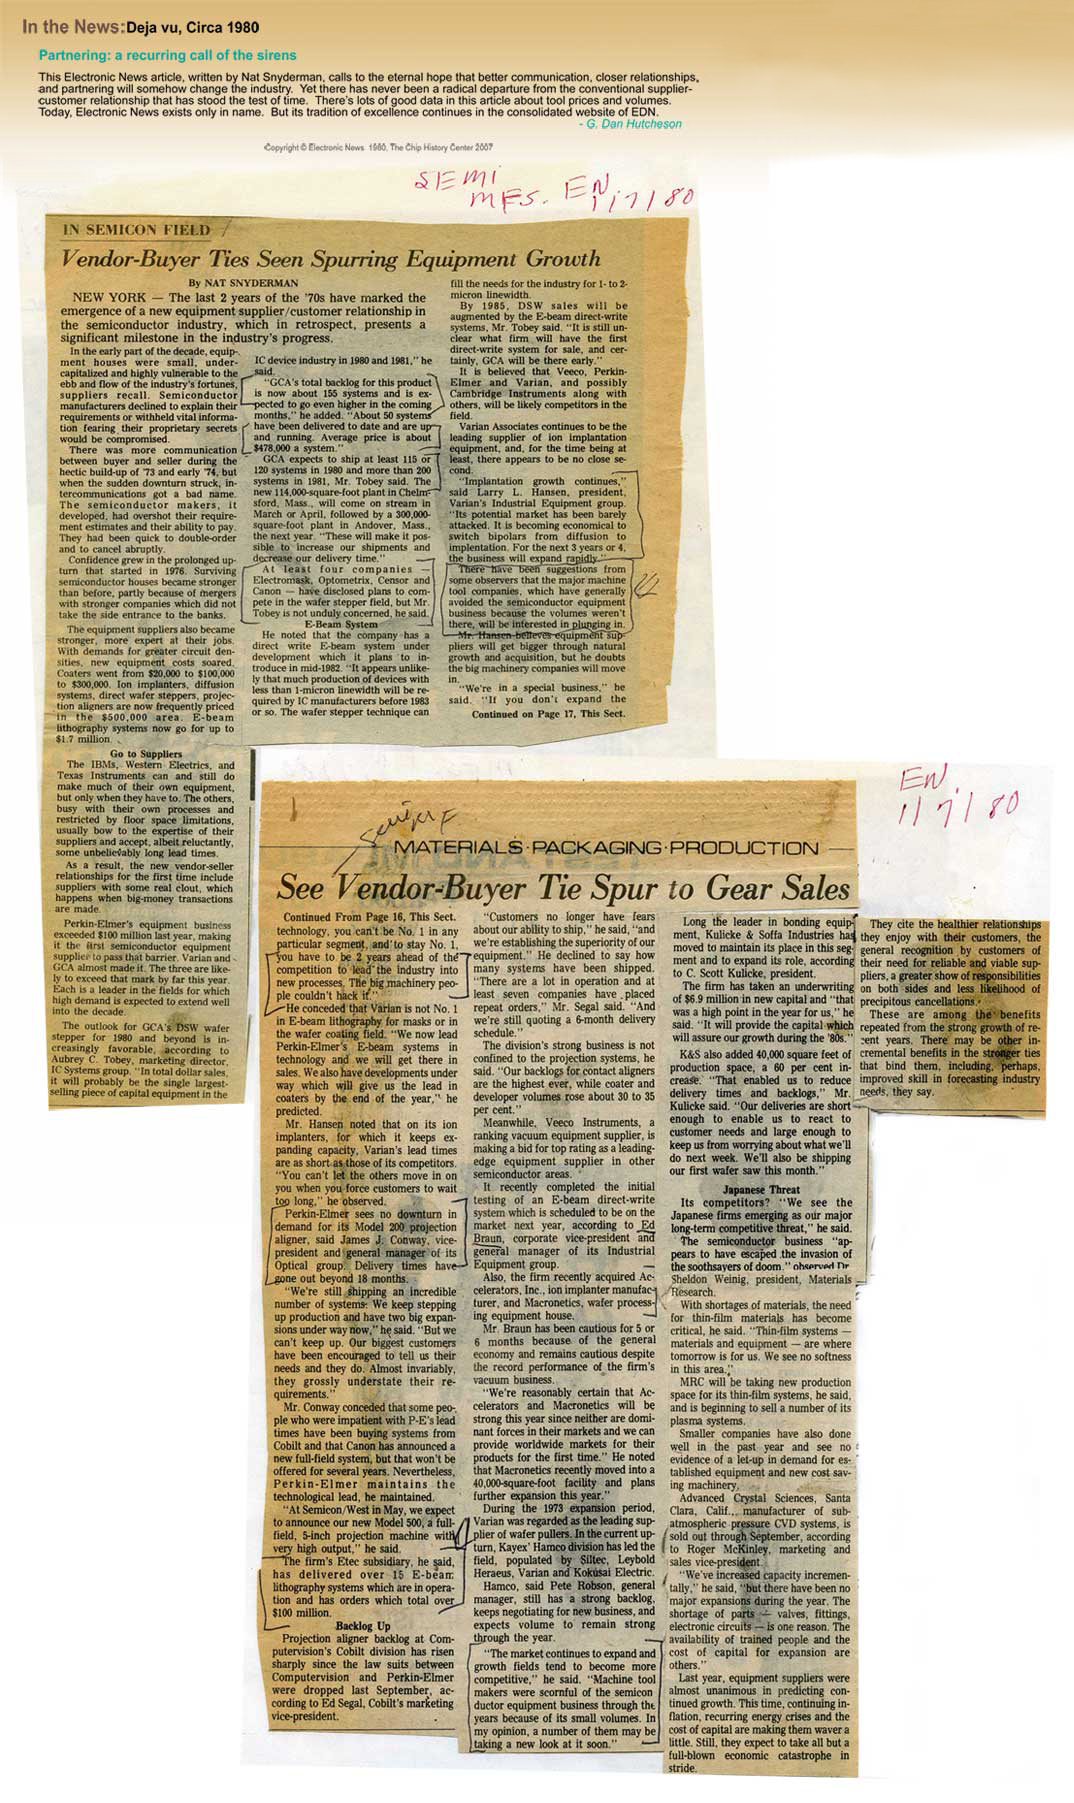 In the News: Deja vu, Circa 1980
Partnering: a recurring call of the sirens
This Electronic News article, written by Nat Snyderman, calls to the eternal hope that better communication, closer relationships,
and partnering will somehow change the industry. Yet there has never been a radical departure from the conventional supplier-
customer relationship that has stood the test of time. There's lots of good data in this article about tool prices and volumes.
Today, Electronic News exists only in name. But its tradition of excellence continues in the consolidated website of EDN.
- G. Dan Hutcheson
Copyright © Electronic News 1980, The Chip History Center 2007
SEMI
MFS. EN
1/7/80
IN SEMICON FIELD
Vendor-Buyer Ties Seen Spurring Equipment Growth
By NAT SNYDERMAN
NEW YORK — The last 2 years of the '70s have marked the
emergence of a new equipment supplier/customer relationship in
the semiconductor industry, which in retrospect, presents a
significant milestone in the industry's progress.
In the early part of the decade, equip-
ment houses were small, under-
capitalized and highly vulnerable to the
ebb and flow of the industry's fortunes,
suppliers recall. Semiconductor
manufacturers declined to explain their
requirements or withheld vital informa-
tion fearing their proprietary secrets
would be compromised.
There was more communication
between buyer and seller during the
hectic build-up of '73 and early '74, but
when the sudden downturn struck, in-
tercommunications got a bad name.
The semiconductor makers, it
developed, had overshot their require-
ment estimates and their ability to pay.
They had been quick to double-order
and to cancel abruptly.
Confidence grew in the prolonged up-
turn that started in 1976. Surviving
semiconductor houses became stronger
than before, partly because of mergers
with stronger companies which did not
take the side entrance to the banks.
The equipment suppliers also became
stronger, more expert at their jobs.
With demands for greater circuit den-
sities, new equipment costs soared.
Coaters went from $20,000 to $100,000
to $300,000. Ion implanters, diffusion
systems, direct wafer steppers, projec-
tion aligners are now frequently priced
in the $500,000 area. E-beam
lithography systems now go for up to
$1.7 million.
Go to Suppliers
The IBMs, Western Electrics, and
Texas Instruments can and still do
make much of their own equipment,
but only when they have to. The others,
busy with their own processes and
restricted by floor space limitations,
usually bow to the expertise of their
suppliers and accept, albeit reluctantly,
some unbelievably long lead times.
As a result, the new vendor-seller
relationships for the first time include
suppliers with some real clout, which
happens when big-money transactions
are made.
Perkin-Elmer's equipment business
exceeded $100 million last year, making
it the first semiconductor equipment
supplier to pass that barrier. Varian and
GCA almost made it. The three are like-
ly to exceed that mark by far this year.
Each is a leader in the fields for which
high demand is expected to extend well
into the decade.
The outlook for GCA's DSW wafer
stepper for 1980 and beyond is in-
creasingly favorable, according to
Aubrey C. Tobey, marketing director,
IC Systems group. "In total dollar sales,
it will probably be the single largest-
selling piece of capital equipment in the
IC device industry in 1980 and 1981," he
said.
"GCA's total backlog for this product
is now about 155 systems and is ex-
pected to go even higher in the coming
months," he added. "About 50 systems
have been delivered to date and are up
and running. Average price is about
$478,000 a system."
GCA expects to ship at least 115 or
120 systems in 1980 and more than 200
systems in 1981, Mr. Tobey said. The
new 114,000-square-foot plant in Chelm-
sford, Mass., will come on stream in
March or April, followed by a 300,000-
square-foot plant in Andover, Mass.,
the next year. "These will make it pos-
sible to increase our shipments and
decrease our delivery time."
At least four companies —
Electromask, Optometrix, Censor and
Canon — have disclosed plans to com-
pete in the wafer stepper field, but Mr.
Tobey is not unduly concerned, he said.
E-Beam System
He noted that the company has a
direct write E-beam system under
development which it plans to in-
troduce in mid-1982. "It appears unlike-
ly that much production of devices with
less than 1-micron linewidth will be re-
quired by IC manufacturers before 1983
or so. The wafer stepper technique can
fill the needs for the industry for 1- to 2-
micron linewidth.
By 1985, DSW sales will be
augmented by the E-beam direct-write
systems, Mr. Tobey said. "It is still un-
clear what firm will have the first
direct-write system for sale, and cer-
tainly, GCA will be there early."
It is believed that Veeco, Perkin-
Elmer and Varian, and possibly
Cambridge Instruments along with
others, will be likely competitors in the
field.
Varian Associates continues to be the
leading supplier of ion implantation
equipment, and, for the time being at
least, there appears to be no close se-
cond.
"Implantation growth continues,"
said Larry L. Hansen, president,
Varian's Industrial Equipment group.
"Its potential market has been barely
attacked. It is becoming economical to
switch bipolars from diffusion to
implentation. For the next 3 years or 4,
the business will expand rapidly."
There have been suggestions from
some observers that the major machine
tool companies, which have generally
avoided the semiconductor equipment
business because the volumes weren't
there, will be interested in plunging in.
Mr. Hansen believes equipment sup-
pliers will get bigger through natural
growth and acquisition, but he doubts
the big machinery companies will move
in.
"We're in a special business," he
said. "If you don't expand the
Continued on Page 17, This Sect.
EN.
1/7/80
MATERIALS·PACKAGING·PRODUCTION
See Vendor-Buyer Tie Spur to Gear Sales
Continued From Page 16, This Sect.
technology, you can't be No. 1 in any
particular segment, and to stay No. 1,
you have to be 2 years ahead of the
competition to lead the industry into
new processes. The big machinery peo-
ple couldn't hack it."
He conceded that Varian is not No. 1
in E-beam lithography for masks or in
the wafer coating field. "We now lead
Perkin-Elmer's E-beam systems in
technology and we will get there in
sales. We also have developments under
way which will give us the lead in
coaters by the end of the year," he
predicted.
Mr. Hansen noted that on its ion
implanters, for which it keeps ex-
panding capacity, Varian's lead times
are as short as those of its competitors.
"You can't let the others move in on
you when you force customers to wait
too long," he observed.
Perkin-Elmer sees no downturn in
demand for its Model 200 projection
aligner, said James J. Conway, vice-
president and general manager of its
Optical group. Delivery times have
gone out beyond 18 months.
"We're still shipping an incredible
number of systems. We keep stepping
up production and have two big expan-
sions under way now," he said. "But we
can't keep up. Our biggest customers
have been encouraged to tell us their
needs and they do. Almost invariably,
they grossly understate their re-
quirements."
Mr. Conway conceded that some peo-
ple who were impatient with P-E's lead
times have been buying systems from
Cobilt and that Canon has announced a
new full-field system, but that won't be
offered for several years. Nevertheless,
Perkin-Elmer maintains the
technological lead, he maintained.
"At Semicon/West in May, we expect
to announce our new Model 500, a full-
field, 5-inch projection machine with
very high output," he said.
The firm's Etec subsidiary, he said,
has delivered over 15 E-beam
lithography systems which are in opera-
tion and has orders which total over
$100 million.
Backlog Up
Projection aligner backlog at Com-
putervision's Cobilt division has risen
sharply since the law suits between
Computervision and Perkin-Elmer
were dropped last September, ac-
cording to Ed Segal, Cobilt's marketing
vice-president.
"Customers no longer have fears
about our ability to ship," he said, "and
we're establishing the superiority of our
equipment." He declined to say how
many systems have been shipped.
"There are a lot in operation and at
least seven companies have placed
repeat orders," Mr. Segal said. "And
we're still quoting a 6-month delivery
schedule."
The division's strong business is not
confined to the projection systems, he
said. "Our backlogs for contact aligners
are the highest ever, while coater and
developer volumes rose about 30 to 35
per cent."
Meanwhile, Veeco Instruments, a
ranking vacuum equipment supplier, is
making a bid for top rating as a leading-
edge equipment supplier in other
semiconductor areas.
It recently completed the initial
testing of an E-beam direct-write
system which is scheduled to be on the
market next year, according to Ed
Braun, corporate vice-president and
general manager of its Industrial
Equipment group.
Also, the firm recently acquired Ac-
celerators, Inc., ion implanter manufac-
turer, and Macronetics, wafer process-
ing equipment house.
Mr. Braun has been cautious for 5 or
6 months because of the general
economy and remains cautious despite
the record performance of the firm's
vacuum business.
"We're reasonably certain that Ac-
celerators and Macronetics will be
strong this year since neither are domi-
nant forces in their markets and we can
provide worldwide markets for their
products for the first time." He noted
that Macronetics recently moved into a
40,000-square-foot facility and plans
further expansion this year."
During the 1973 expansion period,
Varian was regarded as the leading sup-
plier of wafer pullers. In the current up-
turn, Kayex' Hamco division has led the
field, populated by Siltec, Leybold
Heraeus, Varian and Kokusai Electric.
Hamco, said Pete Robson, general
manager, still has a strong backlog,
keeps negotiating for new business, and
expects volume to remain strong
through the year.
"The market continues to expand and
growth fields tend to become more
competitive," he said. "Machine tool
makers were scornful of the semicon
ductor equipment business through the
years because of its small volumes. In
my opinion, a number of them may be
taking a new look at it soon."
Long the leader in bonding equip-
ment, Kulicke & Soffa Industries has
moved to maintain its place in this seg-
ment and to expand its role, according
to C. Scott Kulicke, president.
The firm has taken an underwriting
of $6.9 million in new capital and "that
was a high point in the year for us," he
said. "It will provide the capital which
will assure our growth during the '80s."
K&S also added 40,000 square feet of
production space, a 60 per cent in-
crease. "That enabled us to reduce
delivery times and backlogs," Mr.
Kulicke said. "Our deliveries are short
enough to enable us to react to
customer needs and large enough to
keep us from worrying about what we'll
do next week. We'll also be shipping
our first wafer saw this month."
Japanese Threat
Its competitors? "We see the
Japanese firms emerging as our major
long-term competitive threat," he said.
The semiconductor business "ap-
pears to have escaped the invasion of
the soothsayers of doom." observed Dr.
Sheldon Weinig, president, Materials
Research.
With shortages of materials, the need
for thin-film materials has become
critical, he said. "Thin-film systems —
materials and equipment — are where
tomorrow is for us. We see no softness
in this area."
MRC will be taking new production
space for its thin-film systems, he said,
and is beginning to sell a number of its
plasma systems.
Smaller companies have also done
well in the past year and see no
evidence of a let-up in demand for es-
tablished equipment and new cost sav-
ing machinery.
Advanced Crystal Sciences, Santa
Clara, Calif., manufacturer of sub-
atmospheric pressure CVD systems, is
sold out through September, according
to Roger McKinley, marketing and
sales vice-president.
"We've increased capacity incremen-
tally," he said, "but there have been no
major expansions during the year. The
shortage of parts — valves, fittings,
electronic circuits — is one reason. The
availability of trained people and the
cost of capital for expansion are
others."
Last year, equipment suppliers were
almost unanimous in predicting con-
tinued growth. This time, continuing in-
flation, recurring energy crises and the
cost of capital are making them waver a
little. Still, they expect to take all but a
full-blown economic catastrophe in
stride.
They cite the healthier relationships
they enjoy with their customers, the
general recognition by customers of
their need for reliable and viable sup-
pliers, a greater show of responsibilities
on both sides and less likelihood of
precipitous cancellations.
These are among the benefits
repeated from the strong growth of re-
cent years. There may be other in-
cremental benefits in the stronger ties
that bind them, including, perhaps,
improved skill in forecasting industry
needs, they say.